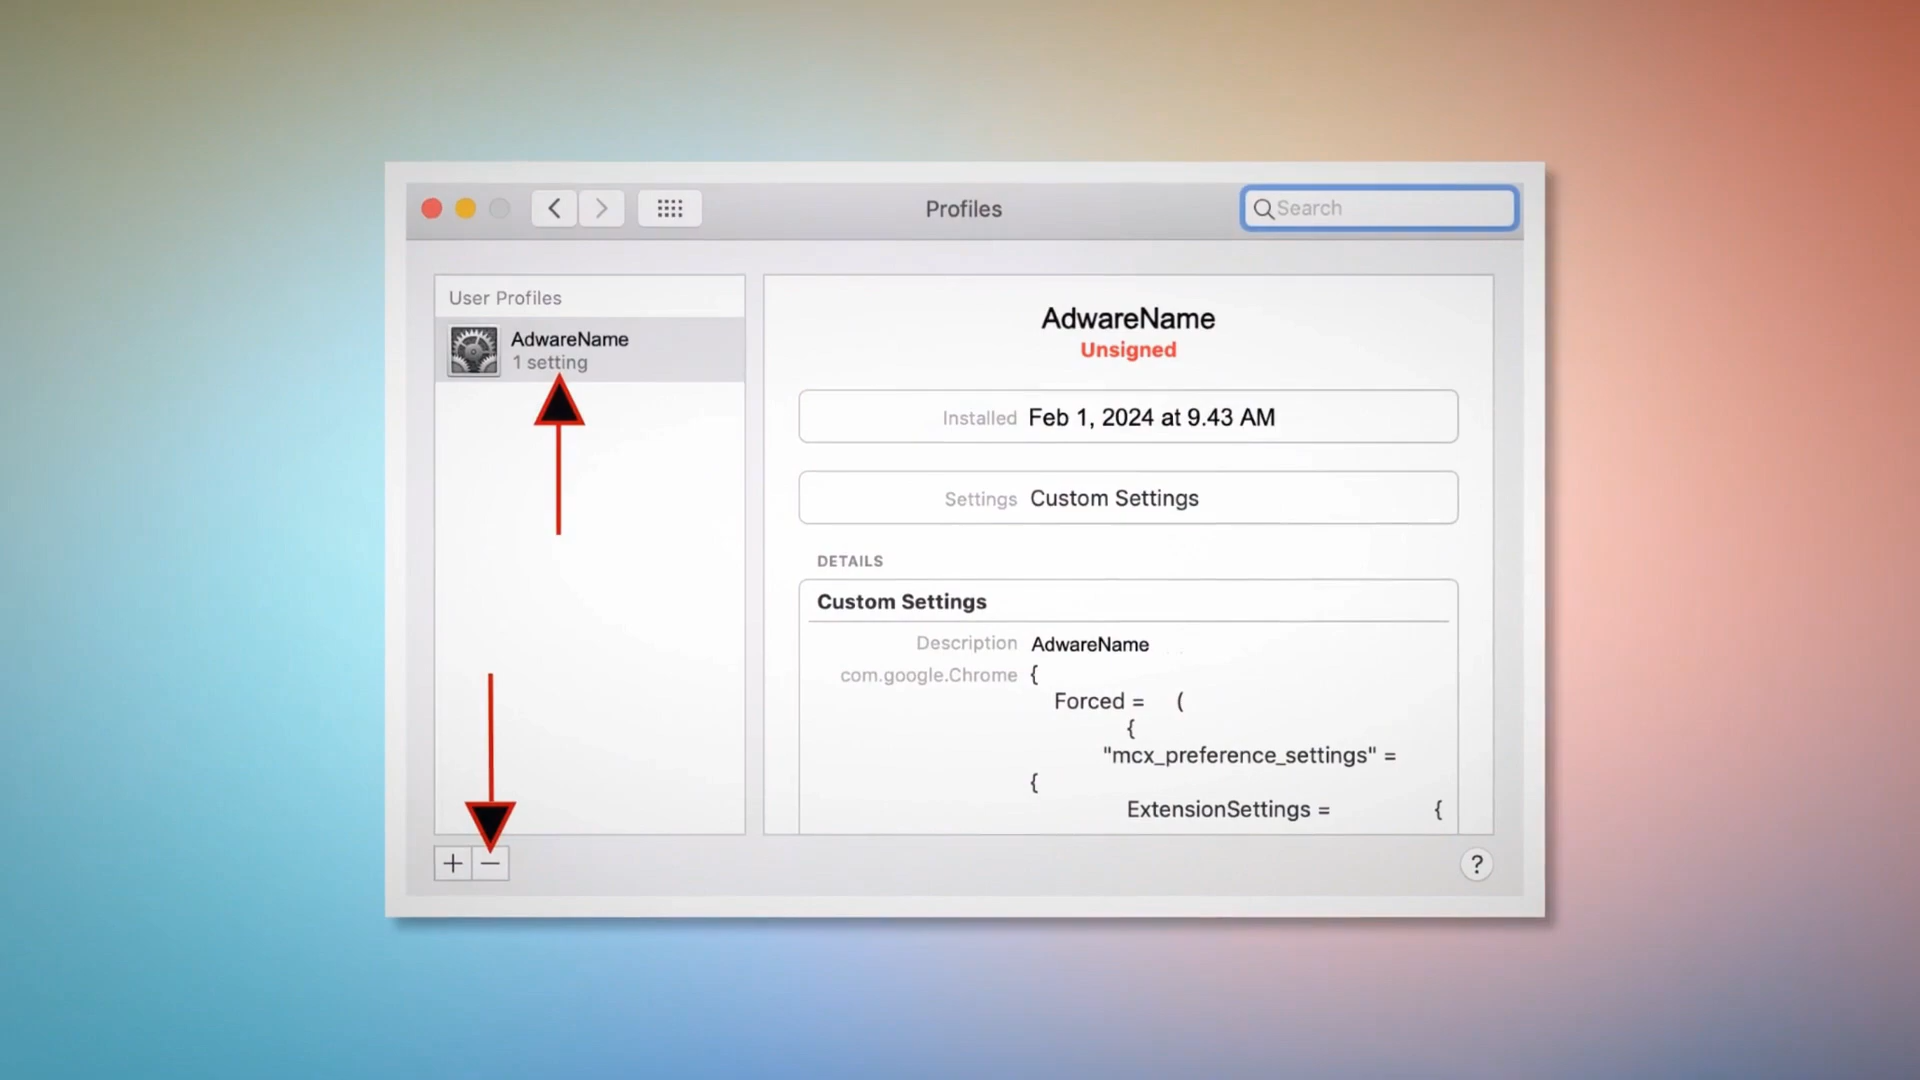 Profiles
Search
User Profiles
AdwareName
1 setting
AdwareName
Unsigned
Installed Feb 1, 2024 at 9.43 AM
Settings Custom Settings
DETAILS
Custom Settings
Description AdwareName
com.google.Chrome {
Forced = (
{
"mcx_preference_settings" =
{
ExtensionSettings = {
+ −
?